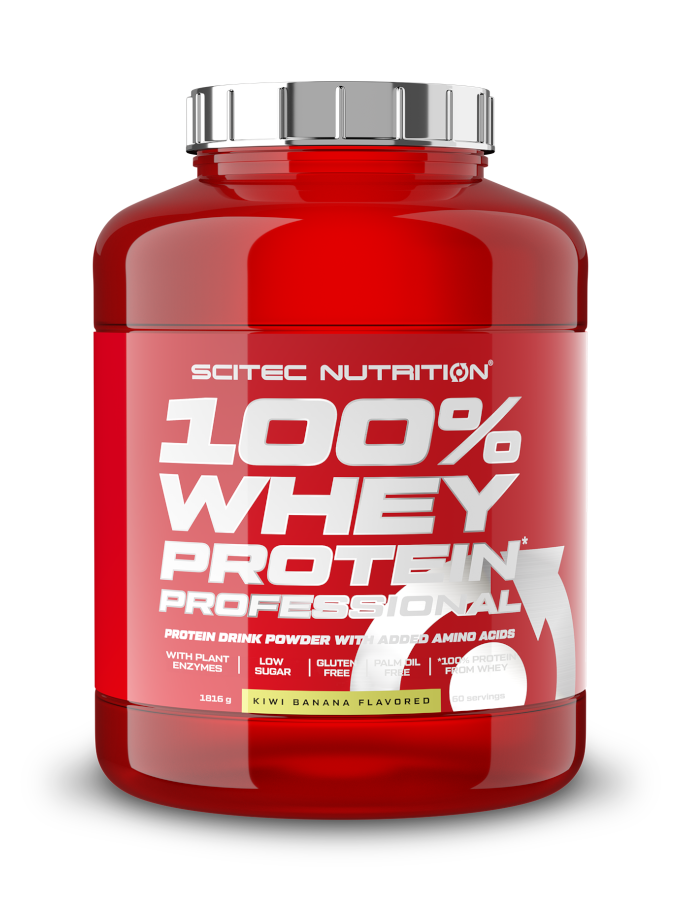 SCITEC NUTRITION®
100%
WHEY
PROTEIN*
PROFESSIONAL
PROTEIN DRINK POWDER WITH ADDED AMINO ACIDS
WITH PLANT
ENZYMES
LOW
SUGAR
GLUTEN
FREE
PALM OIL
FREE
*100% PROTEIN
FROM WHEY
1816 g
KIWI BANANA FLAVORED
60 servings